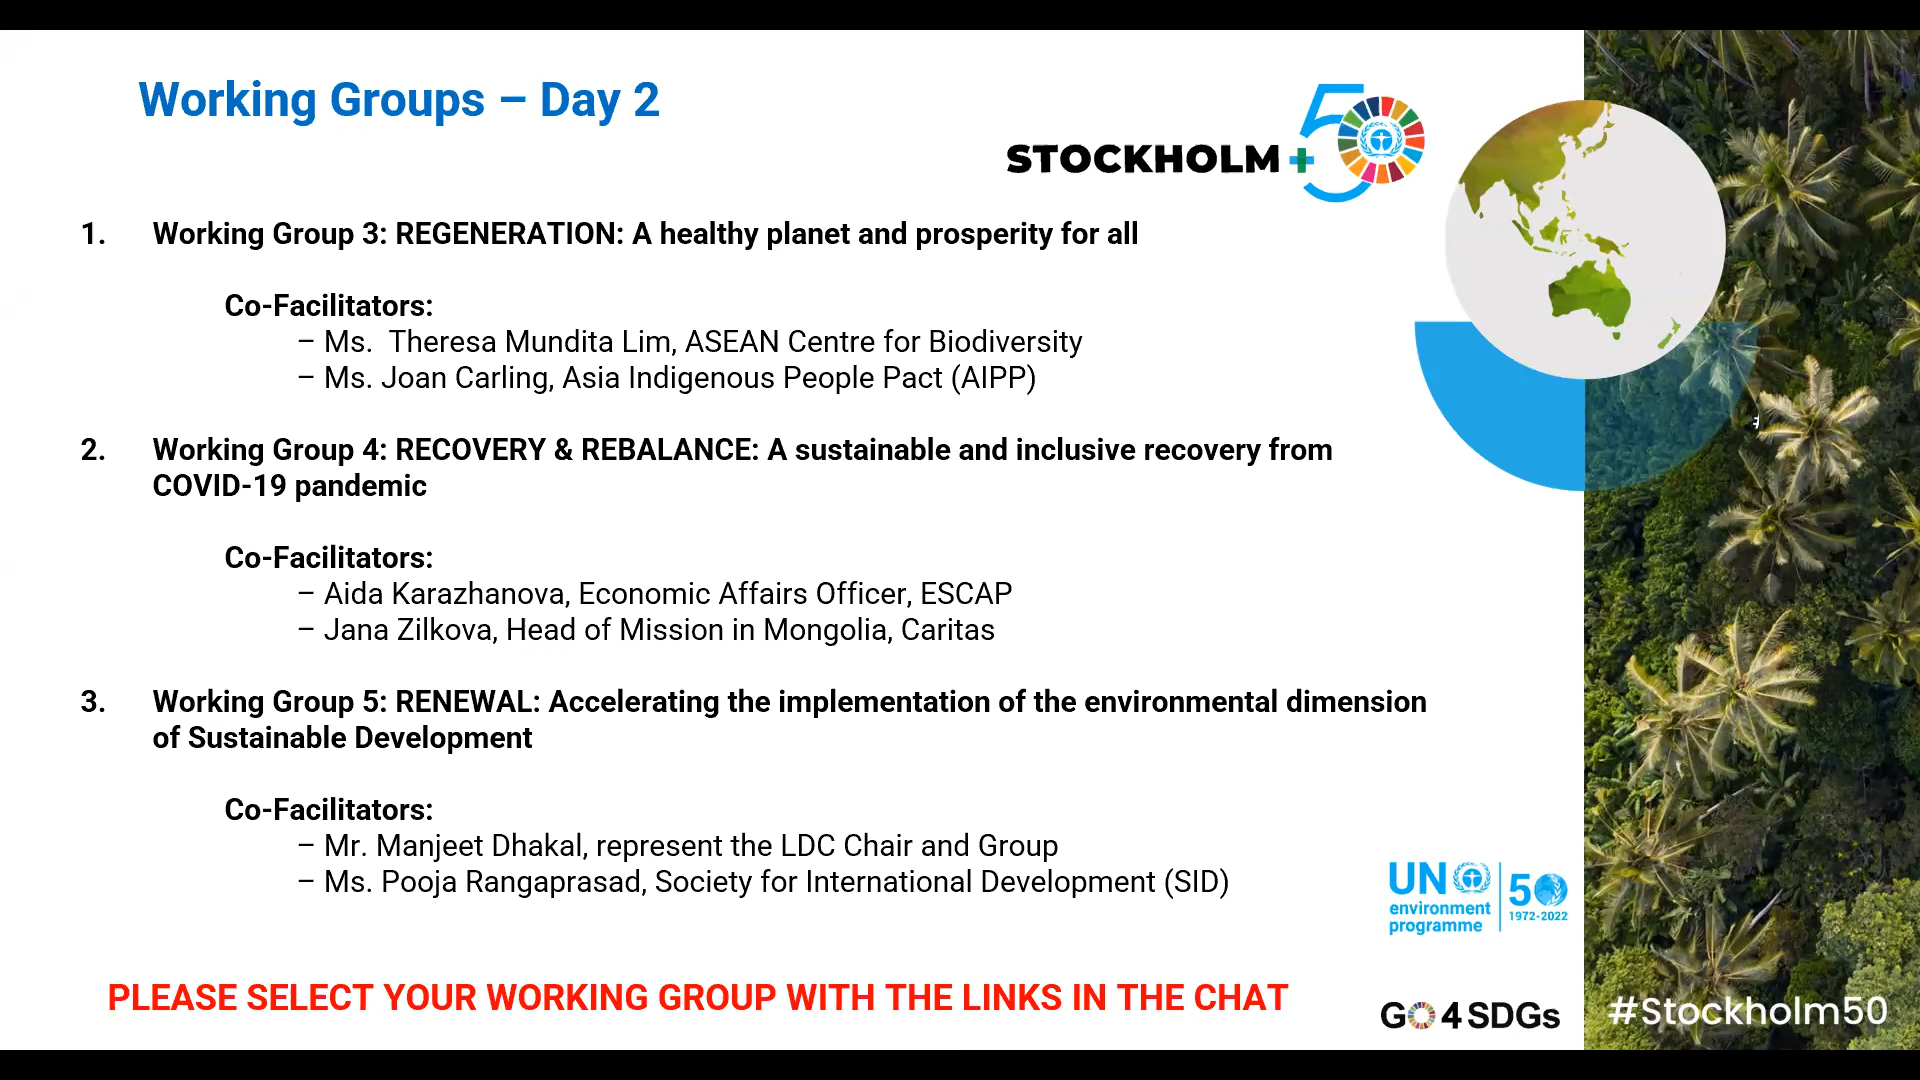 Working Groups – Day 2
STOCKHOLM+50
1. Working Group 3: REGENERATION: A healthy planet and prosperity for all
Co-Facilitators:
– Ms.  Theresa Mundita Lim, ASEAN Centre for Biodiversity
– Ms. Joan Carling, Asia Indigenous People Pact (AIPP)
2. Working Group 4: RECOVERY & REBALANCE: A sustainable and inclusive recovery from
COVID-19 pandemic
Co-Facilitators:
– Aida Karazhanova, Economic Affairs Officer, ESCAP
– Jana Zilkova, Head of Mission in Mongolia, Caritas
3. Working Group 5: RENEWAL: Accelerating the implementation of the environmental dimension
of Sustainable Development
Co-Facilitators:
– Mr. Manjeet Dhakal, represent the LDC Chair and Group
– Ms. Pooja Rangaprasad, Society for International Development (SID)
UN
environment
programme
50
1972-2022
PLEASE SELECT YOUR WORKING GROUP WITH THE LINKS IN THE CHAT
GO4SDGs
#Stockholm50
#